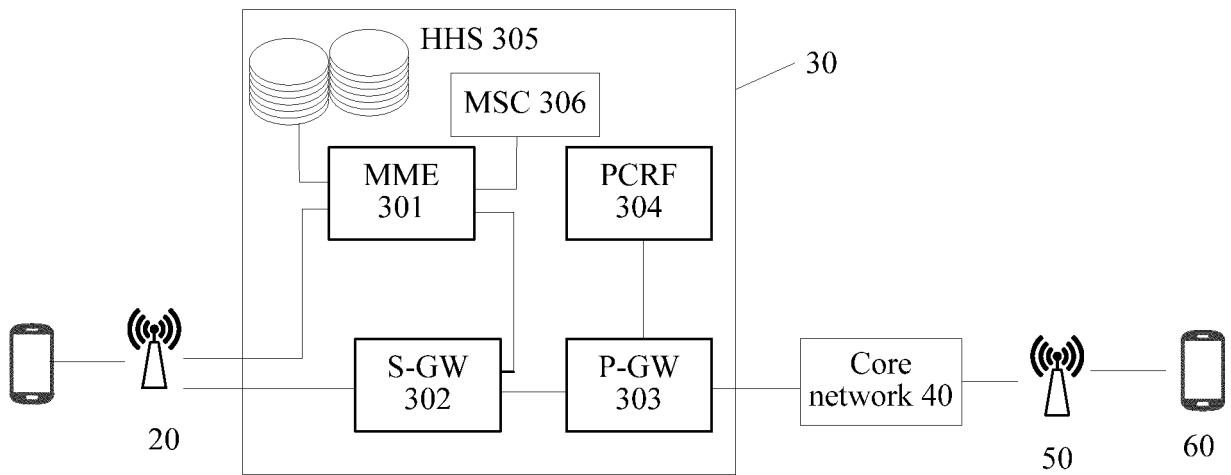 HHS 305
30
MSC 306
MME
301
PCRF
304
S-GW
302
P-GW
303
Core
network 40
20
50
60